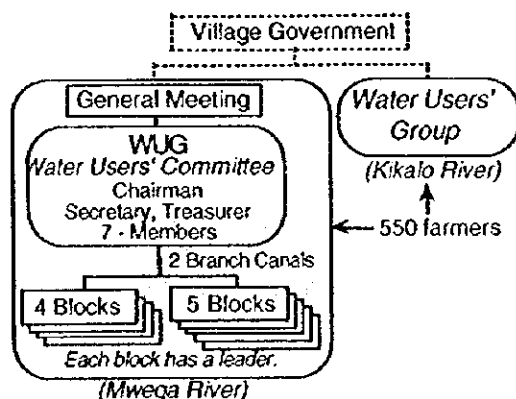 Village Government
General Meeting
WUG
Water Users' Committee
Chairman
Secretary, Treasurer
7 - Members
2 Branch Canals
4 Blocks
5 Blocks
Each block has a leader.
(Mwega River)
Water Users'
Group
(Kikalo River)
550 farmers